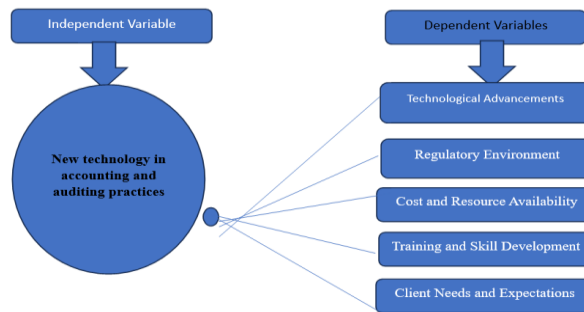 Independent Variable
Dependent Variables
New technology in
accounting and
auditing practices
Technological Advancements
Regulatory Environment
Cost and Resource Availability
Training and Skill Development
Client Needs and Expectations